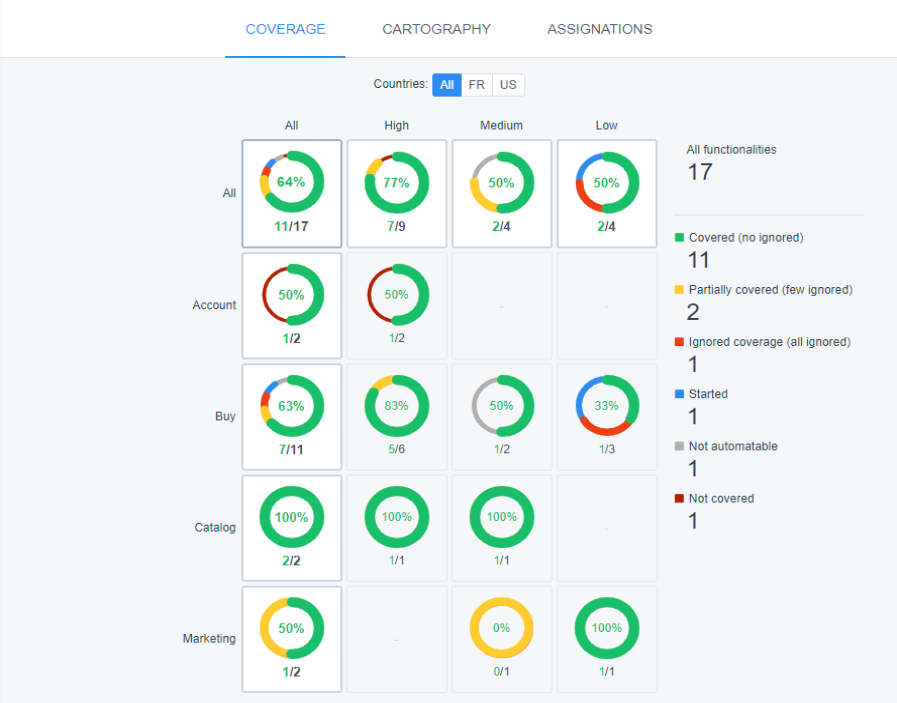 COVERAGE CARTOGRAPHY ASSIGNATIONS
Countries: All FR US
All High Medium Low
All
64% 77% 50% 50%
11/17 7/9 2/4 2/4
Account
50% 50% - -
1/2 1/2
Buy
63% 83% 50% 33%
7/11 5/6 1/2 1/3
Catalog
100% 100% 100% -
2/2 1/1 1/1
Marketing
50% - 0% 100%
1/2 0/1 1/1
All functionalities
17
Covered (no ignored)
11
Partially covered (few ignored)
2
Ignored coverage (all ignored)
1
Started
1
Not automatable
1
Not covered
1